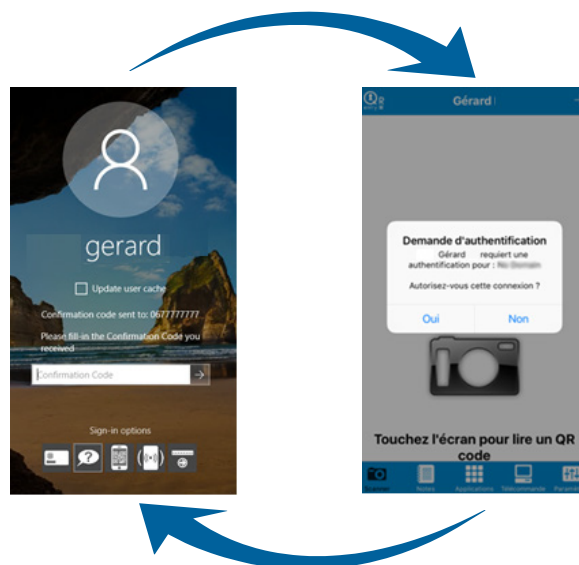 gerard
Update user cache
Confirmation code sent to: 0677777777
Please fill-in the Confirmation Code you
received
Confirmation Code
Sign-in options
Gérard
Demande d'authentification
Gérard requiert une
authentification pour : No Domain
Autorisez-vous cette connexion ?
Oui Non
Touchez l'écran pour lire un QR
code
Scanner Notes Applications Télécommande